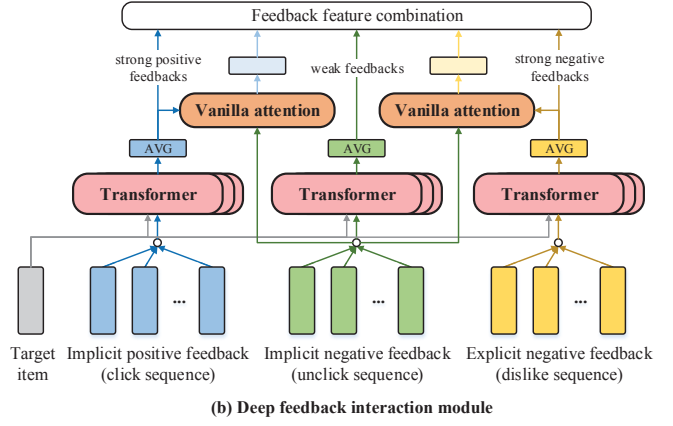 Feedback feature combination
strong positive
feedbacks
weak feedbacks
strong negative
feedbacks
Vanilla attention
Vanilla attention
AVG
AVG
AVG
Transformer
Transformer
Transformer
...
...
...
Target
item
Implicit positive feedback
(click sequence)
Implicit negative feedback
(unclick sequence)
Explicit negative feedback
(dislike sequence)
(b) Deep feedback interaction module